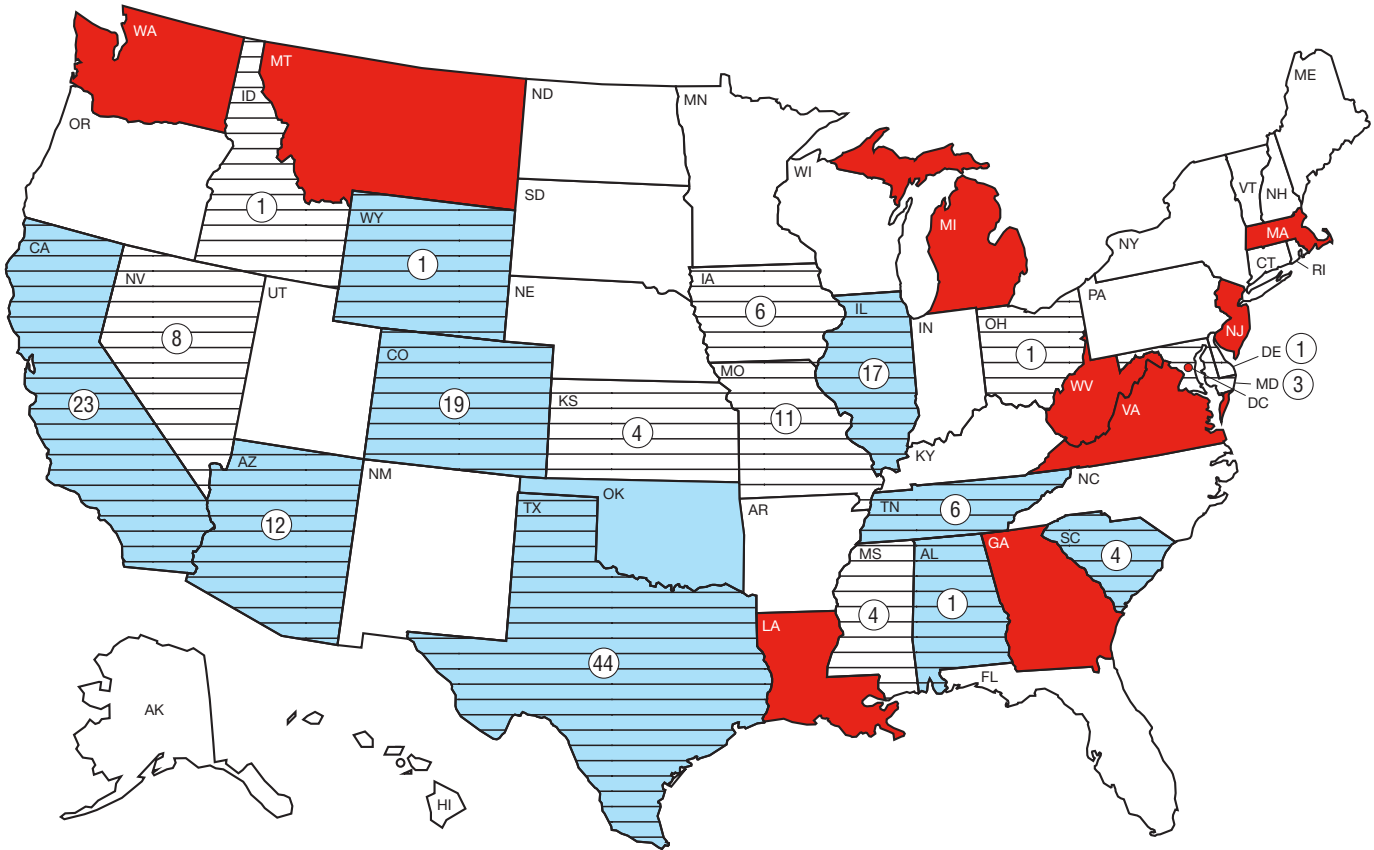 WA
MT
ME
ID
ND
MN
OR
WI
VT
NH
SD
1
WY
MI
MA
NY
CA
1
CT
RI
NV
UT
NE
IA
PA
6
IL
IN
OH
NJ
8
1
DE 1
CO
MO
17
WV
MD 3
23
19
KS
VA
DC
4
11
AZ
KY
NM
NC
OK
12
TX
AR
TN
6
MS
AL
GA
SC
4
4
1
LA
44
FL
AK
HI